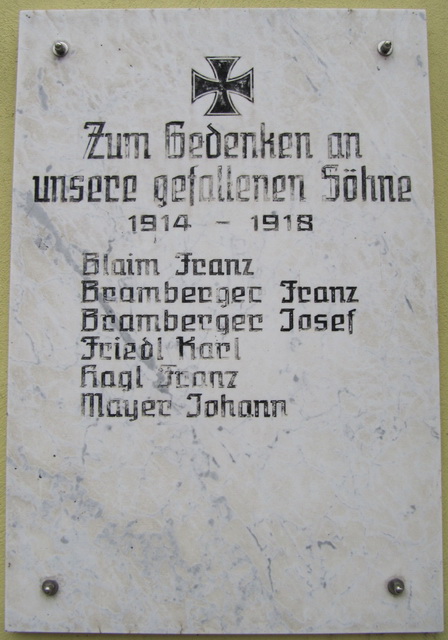 Zum Gedenken an
unsere gefallenen Söhne
1914 - 1918
Blaim Franz
Bramberger Franz
Bramberger Josef
Friedl Karl
Hagl Franz
Mayer Johann